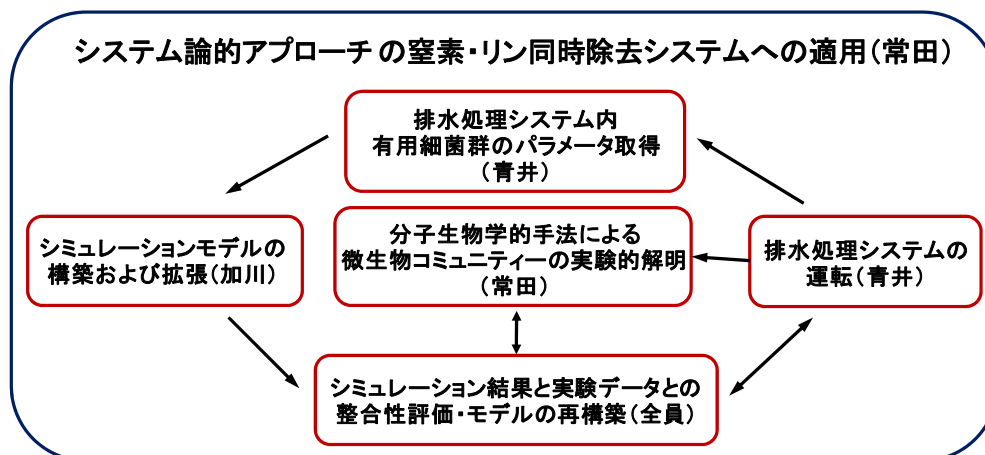 システム論的アプローチの窒素・リン同時除去システムへの適用(常田)
排水処理システム内
有用細菌群のパラメータ取得
(青井)
シミュレーションモデルの
構築および拡張(加川)
分子生物学的手法による
微生物コミュニティーの実験的解明
(常田)
排水処理システムの
運転(青井)
シミュレーション結果と実験データとの
整合性評価・モデルの再構築(全員)